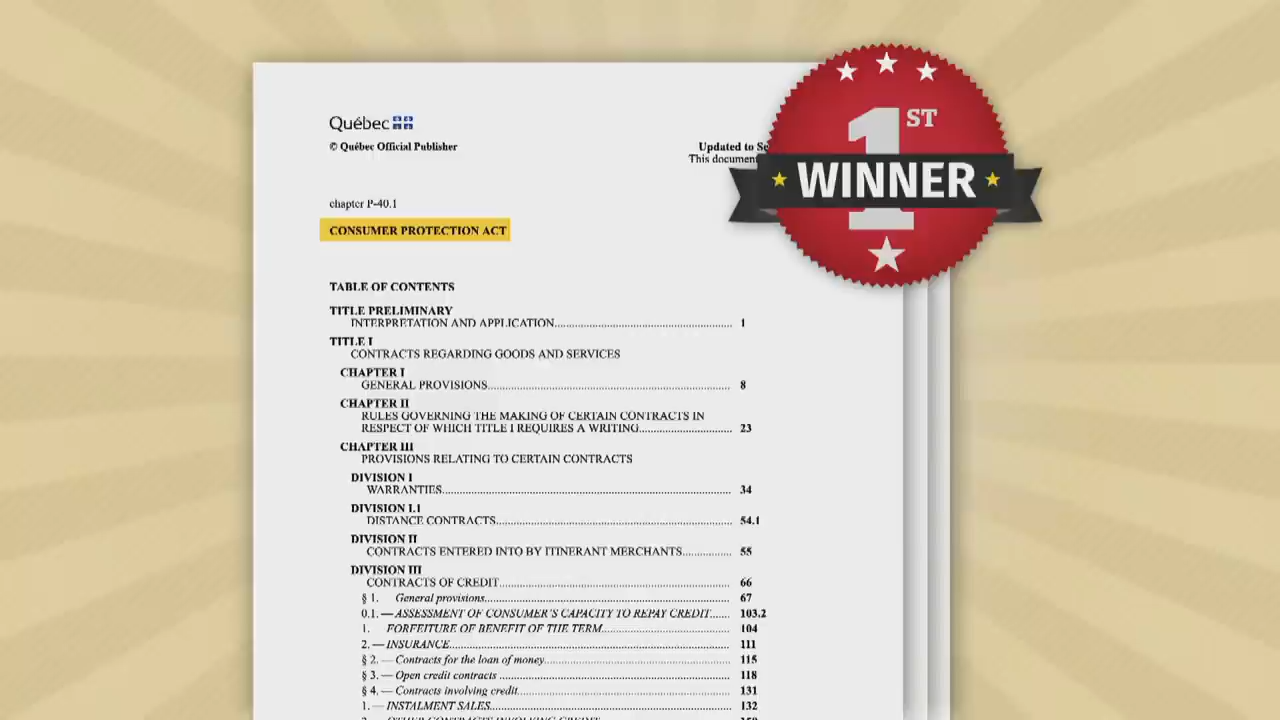 Québec
© Québec Official Publisher
Updated to
This document
chapter P-40.1
CONSUMER PROTECTION ACT
1ST
WINNER
TABLE OF CONTENTS
TITLE PRELIMINARY
INTERPRETATION AND APPLICATION 1
TITLE I
CONTRACTS REGARDING GOODS AND SERVICES
CHAPTER I
GENERAL PROVISIONS 8
CHAPTER II
RULES GOVERNING THE MAKING OF CERTAIN CONTRACTS IN
RESPECT OF WHICH TITLE I REQUIRES A WRITING 23
CHAPTER III
PROVISIONS RELATING TO CERTAIN CONTRACTS
DIVISION I
WARRANTIES 34
DIVISION I.1
DISTANCE CONTRACTS 54.1
DIVISION II
CONTRACTS ENTERED INTO BY ITINERANT MERCHANTS 55
DIVISION III
CONTRACTS OF CREDIT 66
§ 1. General provisions 67
0.1. — ASSESSMENT OF CONSUMER'S CAPACITY TO REPAY CREDIT 103.2
1. FORFEITURE OF BENEFIT OF THE TERM 104
2. — INSURANCE 111
§ 2. — Contracts for the loan of money 115
§ 3. — Open credit contracts 118
§ 4. — Contracts involving credit 131
1. — INSTALMENT SALES 132